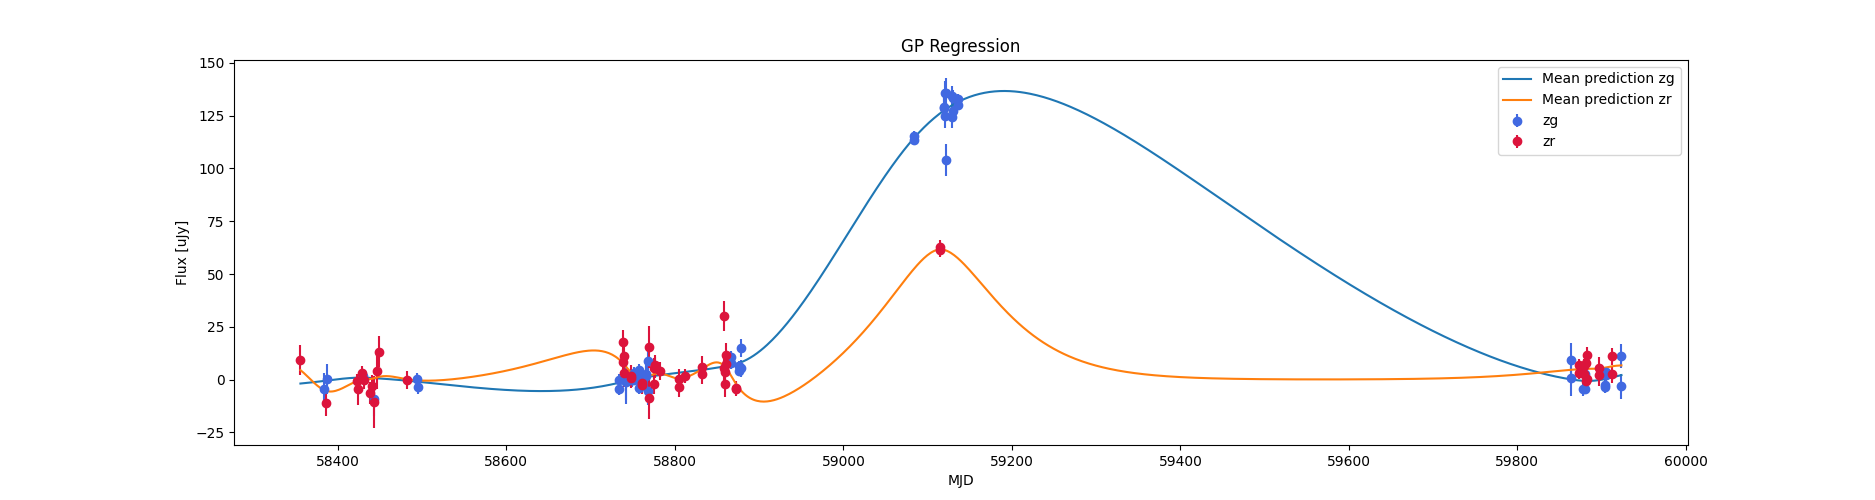 GP Regression
150
125
100
75
50
25
0
−25
Flux [uJy]
58400 58600 58800 59000 59200 59400 59600 59800 60000
MJD
Mean prediction zg
Mean prediction zr
zg
zr